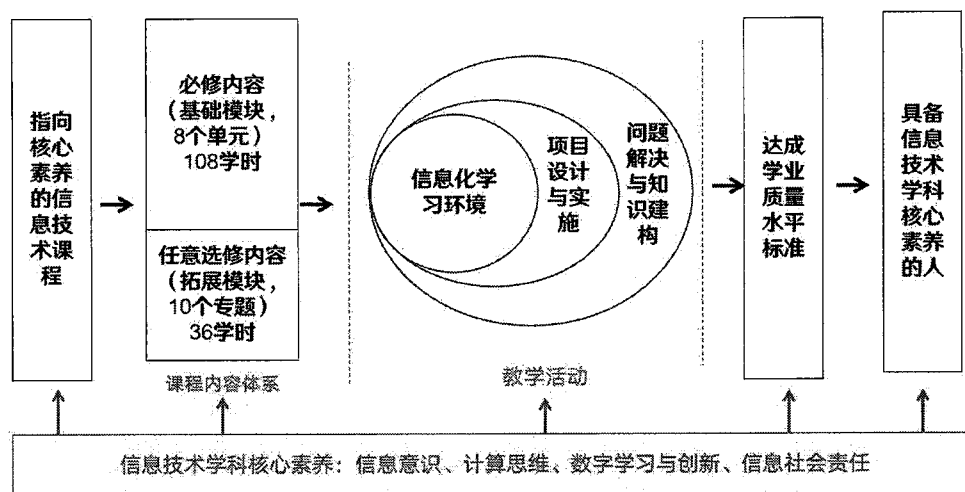 指向
核心
素养
的信
息技
术课
程
必修内容
（基础模块，
8个单元）
108学时
任意选修内容
（拓展模块，
10个专题）
36学时
课程内容体系
信息化学
习环境
项目
设计
与实
施
问题
解决
与知
识建
构
教学活动
达成
学业
质量
水平
标准
具备
信息
技术
学科
核心
素养
的人
信息技术学科核心素养：信息意识、计算思维、数字学习与创新、信息社会责任